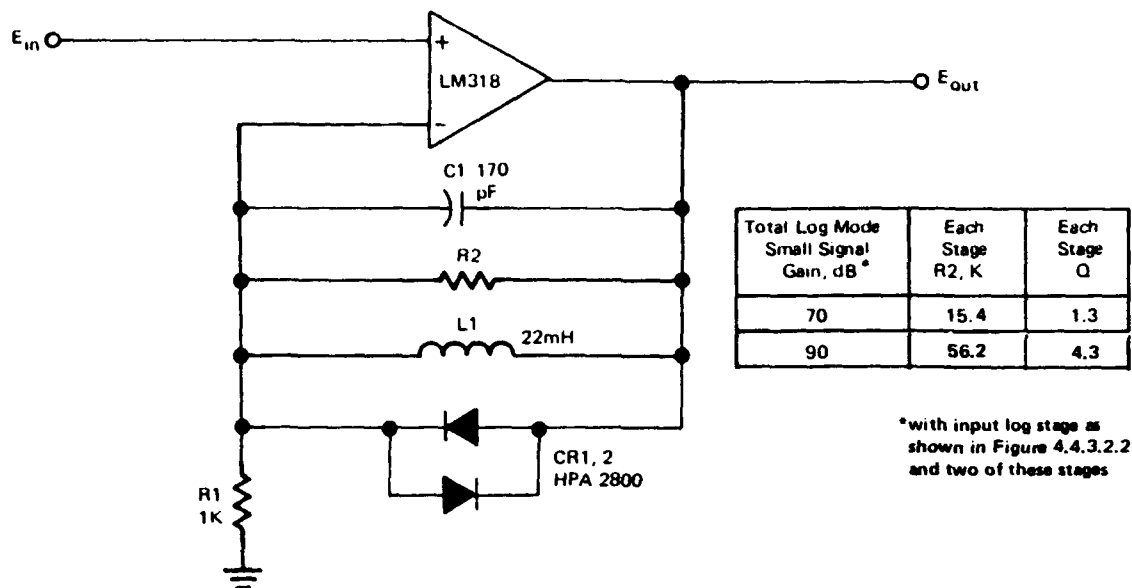 E_in
+
LM318
-
E_out
C1 170
pF
R2
L1
22mH
CR1, 2
HPA 2800
R1
1K
Total Log Mode
Small Signal
Gain, dB*
Each
Stage
R2, K
Each
Stage
Q
70
15.4
1.3
90
56.2
4.3
*with input log stage as
shown in Figure 4.4.3.2.2
and two of these stages